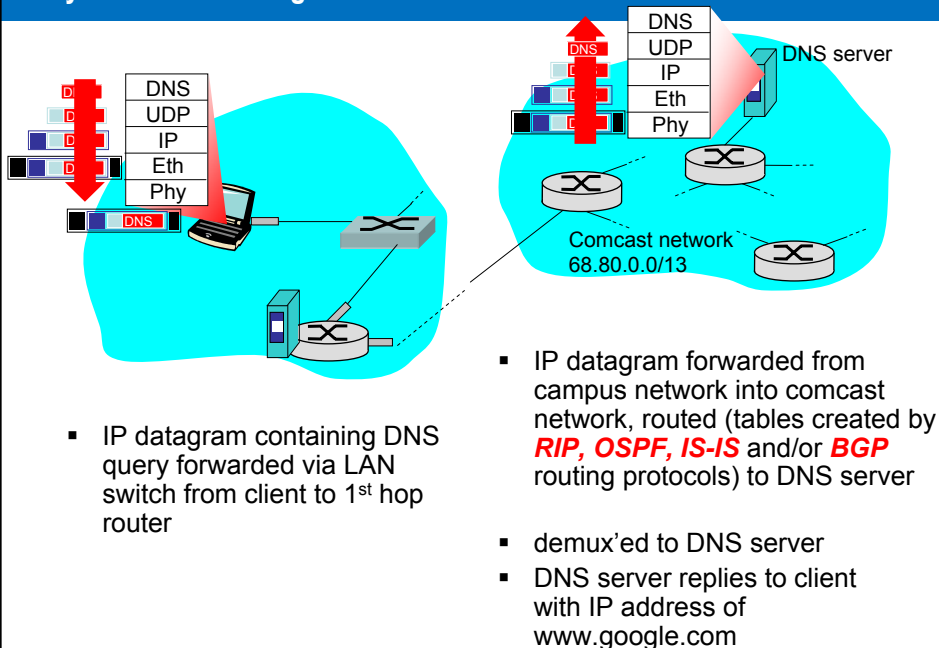 DNS
UDP
IP
Eth
Phy
DNS
DNS
UDP
IP
Eth
Phy
DNS
DNS server
Comcast network
68.80.0.0/13
▪ IP datagram containing DNS
query forwarded via LAN
switch from client to 1st hop
router
▪ IP datagram forwarded from
campus network into comcast
network, routed (tables created by
RIP, OSPF, IS-IS and/or BGP
routing protocols) to DNS server
▪ demux'ed to DNS server
▪ DNS server replies to client
with IP address of
www.google.com